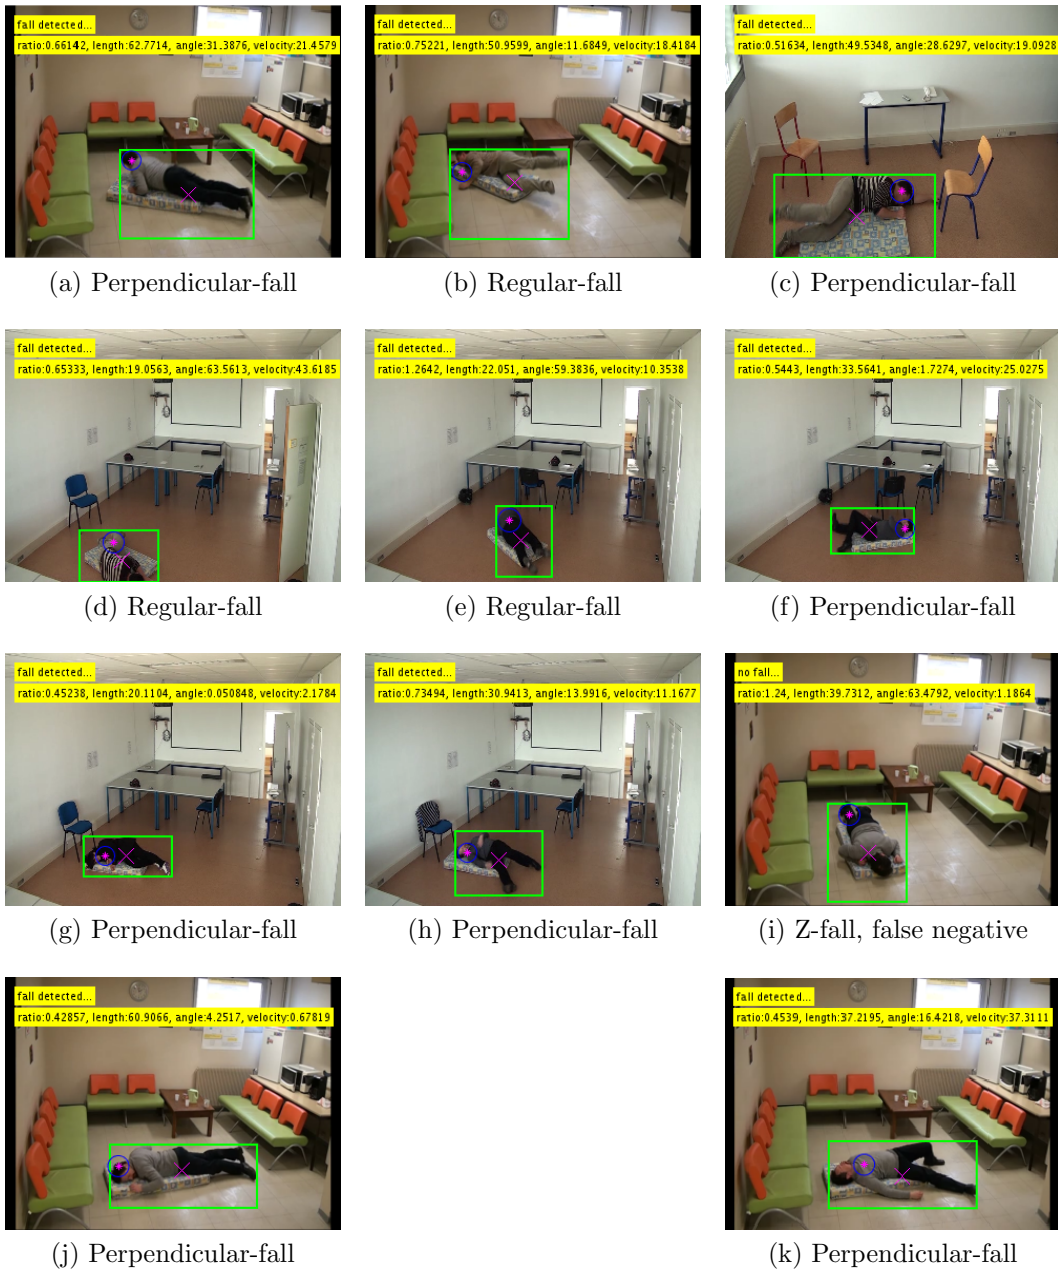 fall detected...
ratio:0.66142, length:62.7714, angle:31.3876, velocity:21.4579
(a) Perpendicular-fall
fall detected...
ratio:0.75221, length:50.9599, angle:11.6849, velocity:18.4184
(b) Regular-fall
fall detected...
ratio:0.51634, length:49.5348, angle:28.6297, velocity:19.0928
(c) Perpendicular-fall
fall detected...
ratio:0.65333, length:19.0563, angle:63.5613, velocity:43.6185
(d) Regular-fall
fall detected...
ratio:1.2642, length:22.051, angle:59.3836, velocity:10.3538
(e) Regular-fall
fall detected...
ratio:0.5443, length:33.5641, angle:1.7274, velocity:25.0275
(f) Perpendicular-fall
fall detected...
ratio:0.45238, length:20.1104, angle:0.050848, velocity:2.1784
(g) Perpendicular-fall
fall detected...
ratio:0.73494, length:30.9413, angle:13.9916, velocity:11.1677
(h) Perpendicular-fall
no fall...
ratio:1.24, length:39.7312, angle:63.4792, velocity:1.1864
(i) Z-fall, false negative
fall detected...
ratio:0.42857, length:60.9066, angle:4.2517, velocity:0.67819
(j) Perpendicular-fall
fall detected...
ratio:0.4539, length:37.2195, angle:16.4218, velocity:37.3111
(k) Perpendicular-fall